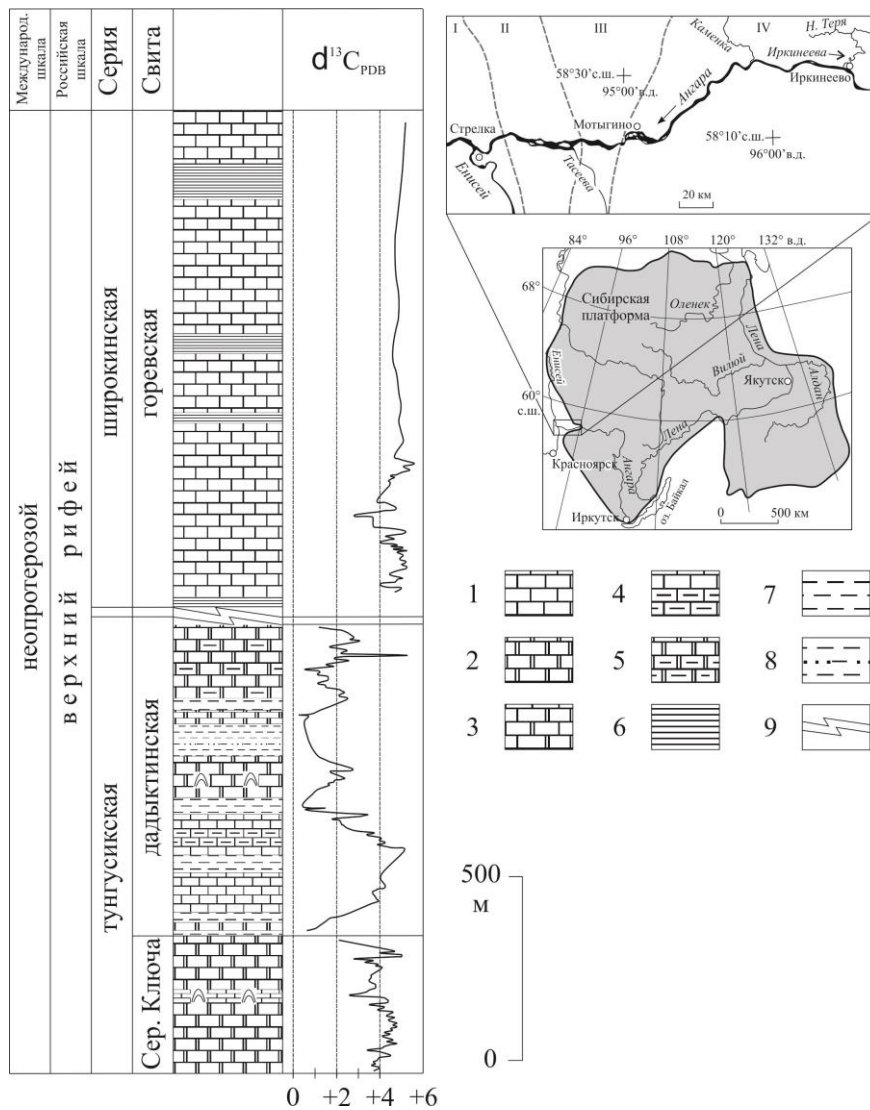 Международ. шкала
Российская шкала
Серия
Свита
d¹³C PDB
неопротерозой
верхний рифей
широкинская
горевская
тунгусикская
дадыктинская
Сер. Ключа
0 +2 +4 +6
I II III IV
Каменка
Н. Теря
Иркинеева
Иркинеево
58°30'с.ш.
95°00'в.д.
Ангара
Мотыгино
Стрелка
58°10'с.ш.
96°00'в.д.
Енисей
Тасеева
20 км
84° 96° 108° 120° 132° в.д.
68°
Сибирская
платформа
Оленек
Лена
Енисей
Вилюй
Якутск
Алдан
60°
с.ш.
Лена
Красноярск
Ангара
оз. Байкал
Иркутск
0 500 км
1 4 7
2 5 8
3 6 9
500
м
0